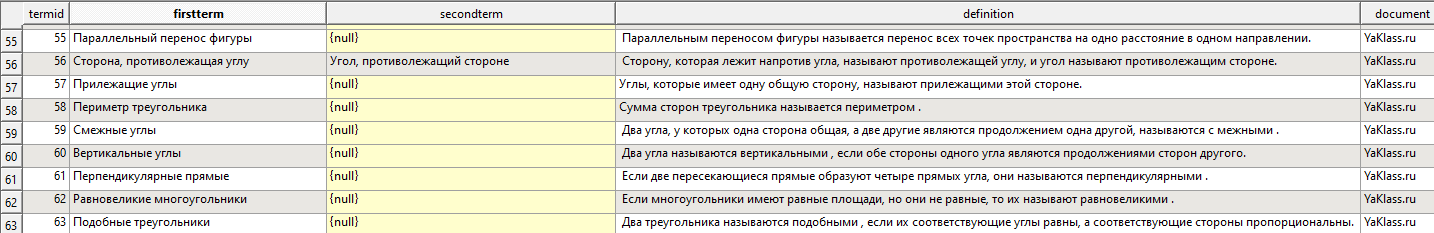 termid firstterm secondterm definition document
55 55 Параллельный перенос фигуры {null} Параллельным переносом фигуры называется перенос всех точек пространства на одно расстояние в одном направлении. YaKlass.ru
56 56 Сторона, противолежащая углу Угол, противолежащий стороне Сторону, которая лежит напротив угла, называют противолежащей углу, и угол называют противолежащим стороне. YaKlass.ru
57 57 Прилежащие углы {null} Углы, которые имеет одну общую сторону, называют прилежащими этой стороне. YaKlass.ru
58 58 Периметр треугольника {null} Сумма сторон треугольника называется периметром . YaKlass.ru
59 59 Смежные углы {null} Два угла, у которых одна сторона общая, а две другие являются продолжением одна другой, называются с межными . YaKlass.ru
60 60 Вертикальные углы {null} Два угла называются вертикальными , если обе стороны одного угла являются продолжениями сторон другого. YaKlass.ru
61 61 Перпендикулярные прямые {null} Если две пересекающиеся прямые образуют четыре прямых угла, они называются перпендикулярными . YaKlass.ru
62 62 Равновеликие многоугольники {null} Если многоугольники имеют равные площади, но они не равные, то их называют равновеликими . YaKlass.ru
63 63 Подобные треугольники {null} Два треугольника называются подобными , если их соответствующие углы равны, а соответствующие стороны пропорциональны. YaKlass.ru